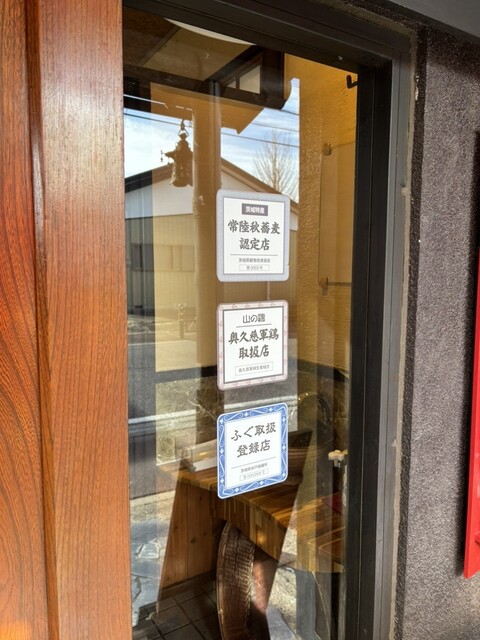 茨城特産
常陸秋蕎麦
認定店
山の鶏
奥久慈軍鶏
取扱店
ふぐ取扱
登録店